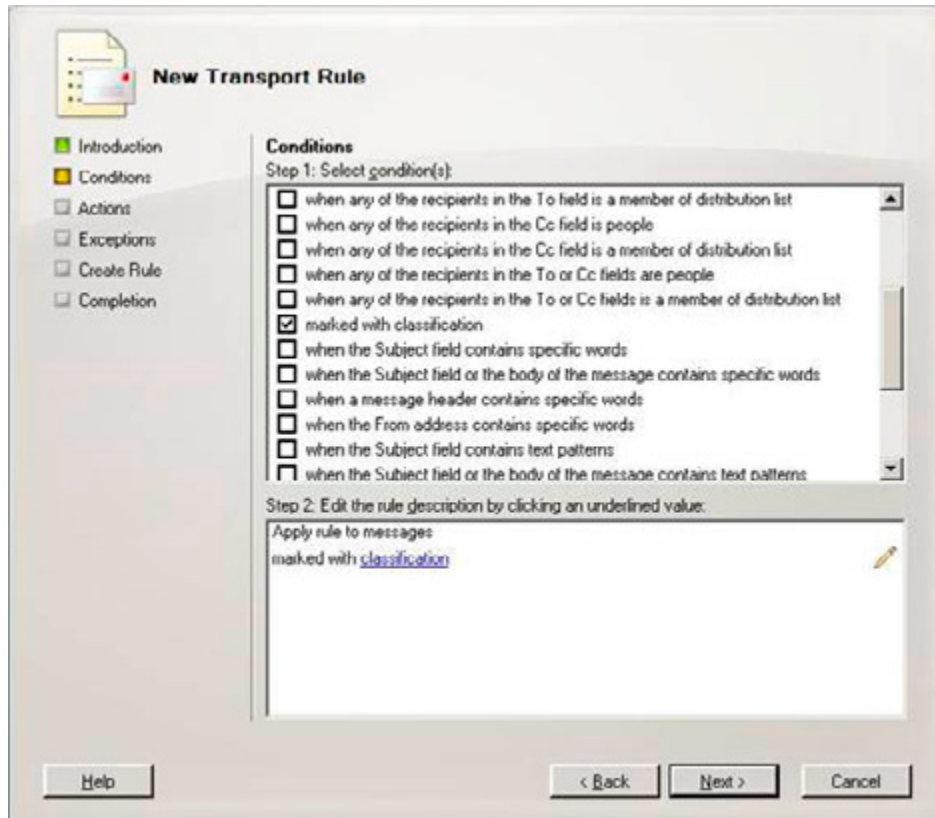 New Transport Rule
Introduction
Conditions
Actions
Exceptions
Create Rule
Completion
Conditions
Step 1: Select condition(s):
when any of the recipients in the To field is a member of distribution list
when any of the recipients in the Cc field is people
when any of the recipients in the Cc field is a member of distribution list
when any of the recipients in the To or Cc fields are people
when any of the recipients in the To or Cc fields is a member of distribution list
marked with classification
when the Subject field contains specific words
when the Subject field or the body of the message contains specific words
when a message header contains specific words
when the From address contains specific words
when the Subject field contains text patterns
when the Subject field or the body of the message contains text patterns
Step 2: Edit the rule description by clicking an underlined value:
Apply rule to messages
marked with classification
Help
< Back
Next >
Cancel